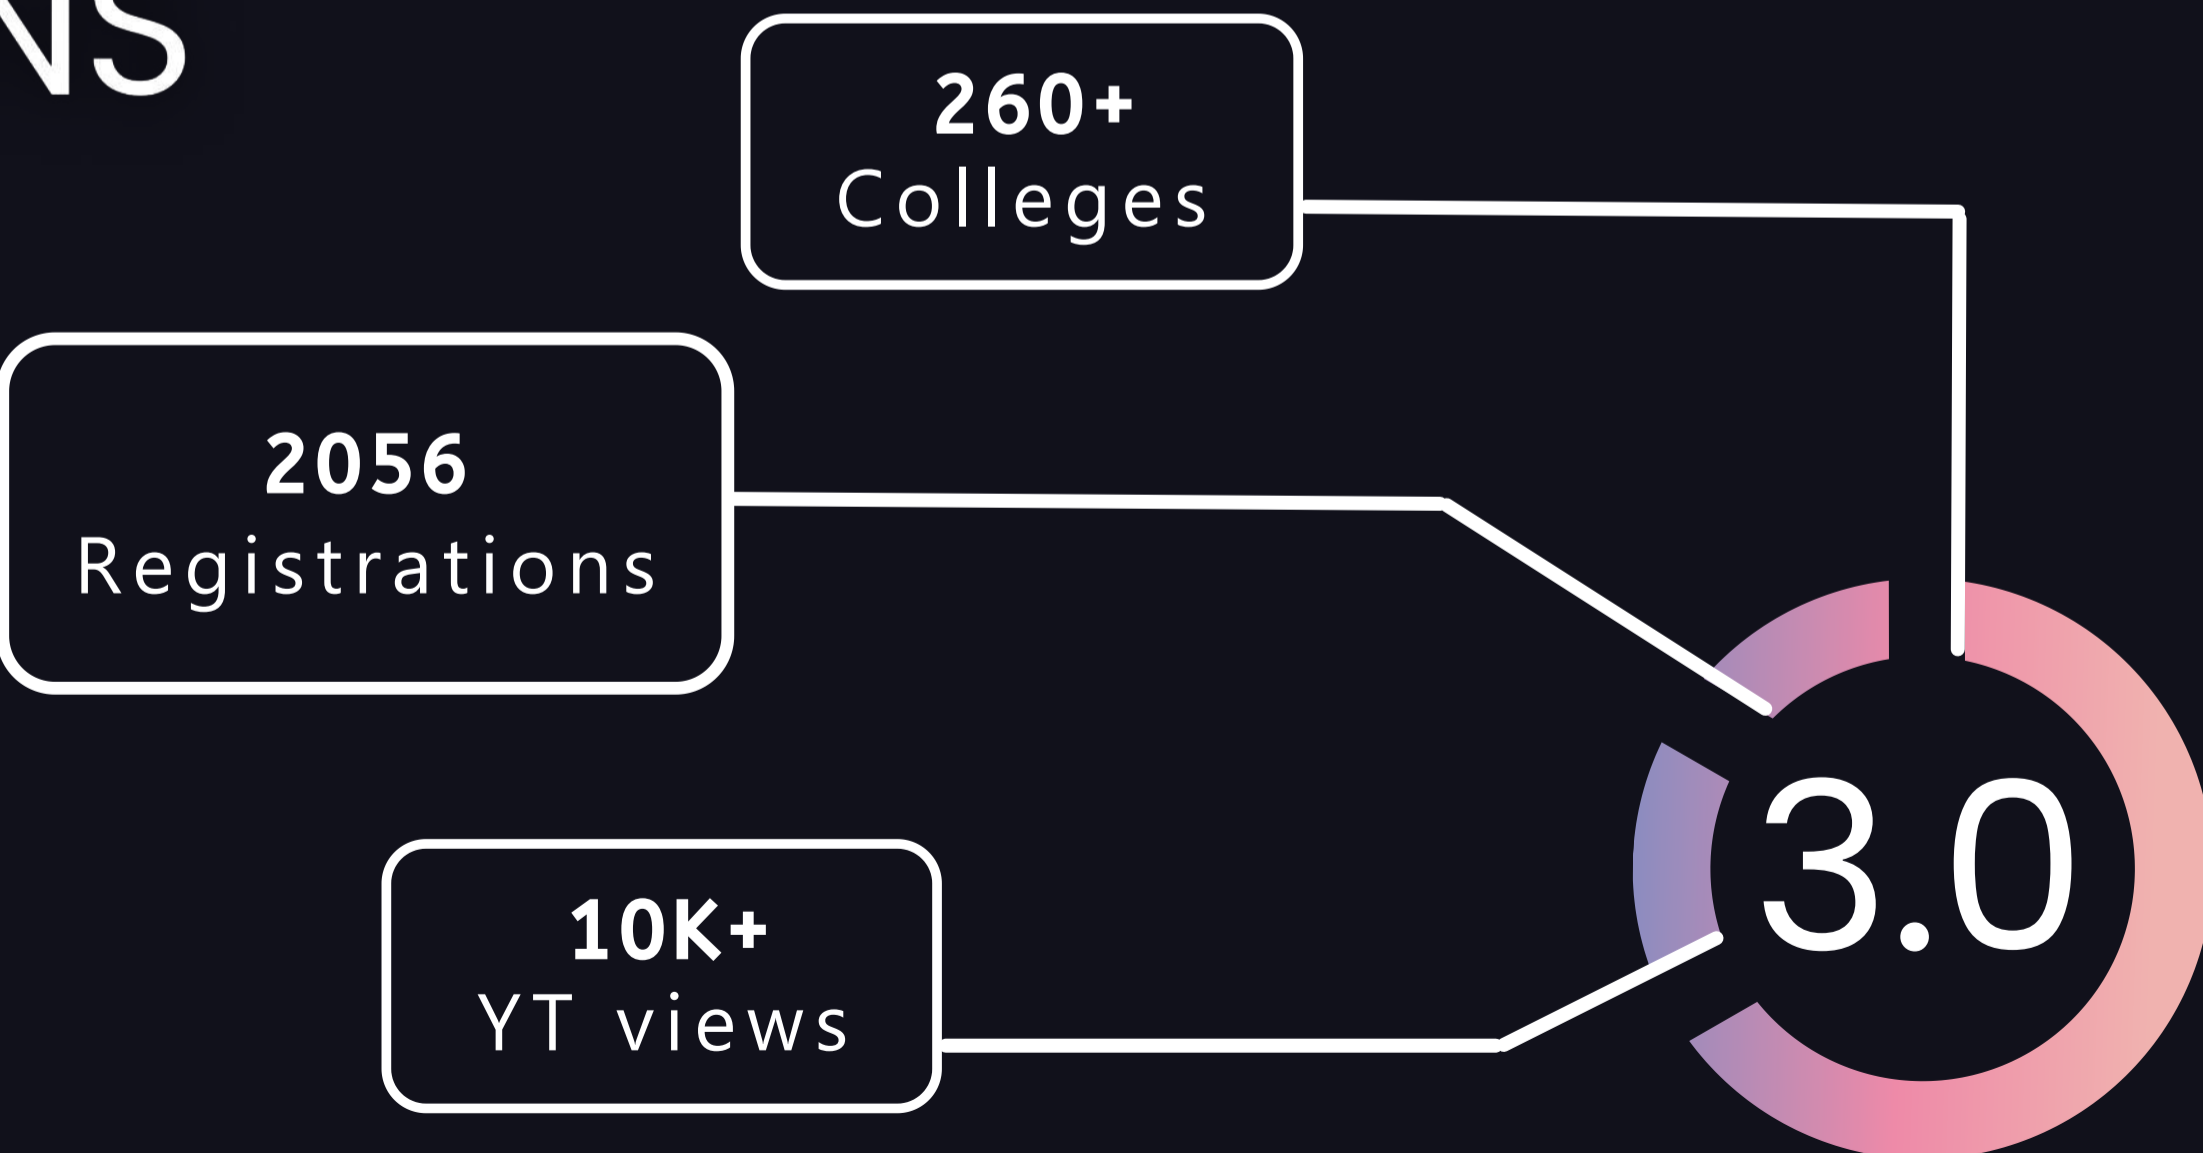 NS
260+
Colleges
2056
Registrations
10K+
YT views
3.0